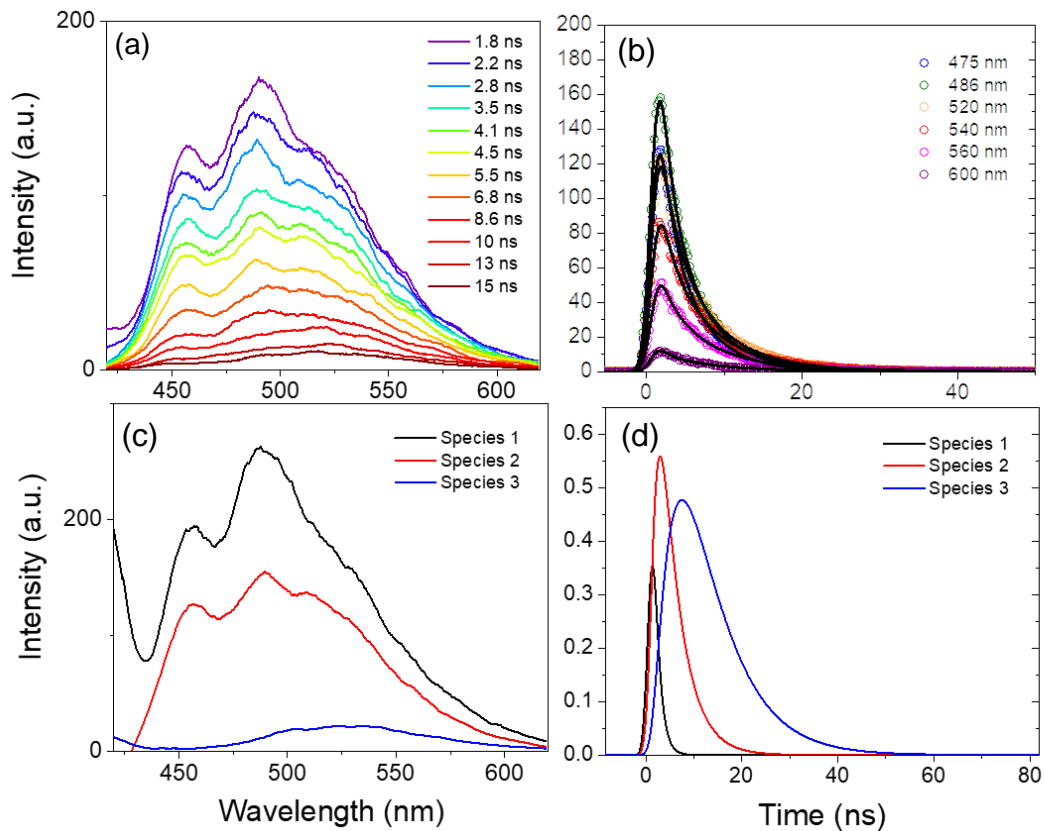 (a)
200
0
Intensity (a.u.)
450 500 550 600
1.8 ns
2.2 ns
2.8 ns
3.5 ns
4.1 ns
4.5 ns
5.5 ns
6.8 ns
8.6 ns
10 ns
13 ns
15 ns
(b)
200
180
160
140
120
100
80
60
40
20
0
0 20 40
475 nm
486 nm
520 nm
540 nm
560 nm
600 nm
(c)
200
0
Intensity (a.u.)
Species 1
Species 2
Species 3
450 500 550 600
Wavelength (nm)
(d)
0.6
0.5
0.4
0.3
0.2
0.1
0.0
Species 1
Species 2
Species 3
0 20 40 60 80
Time (ns)